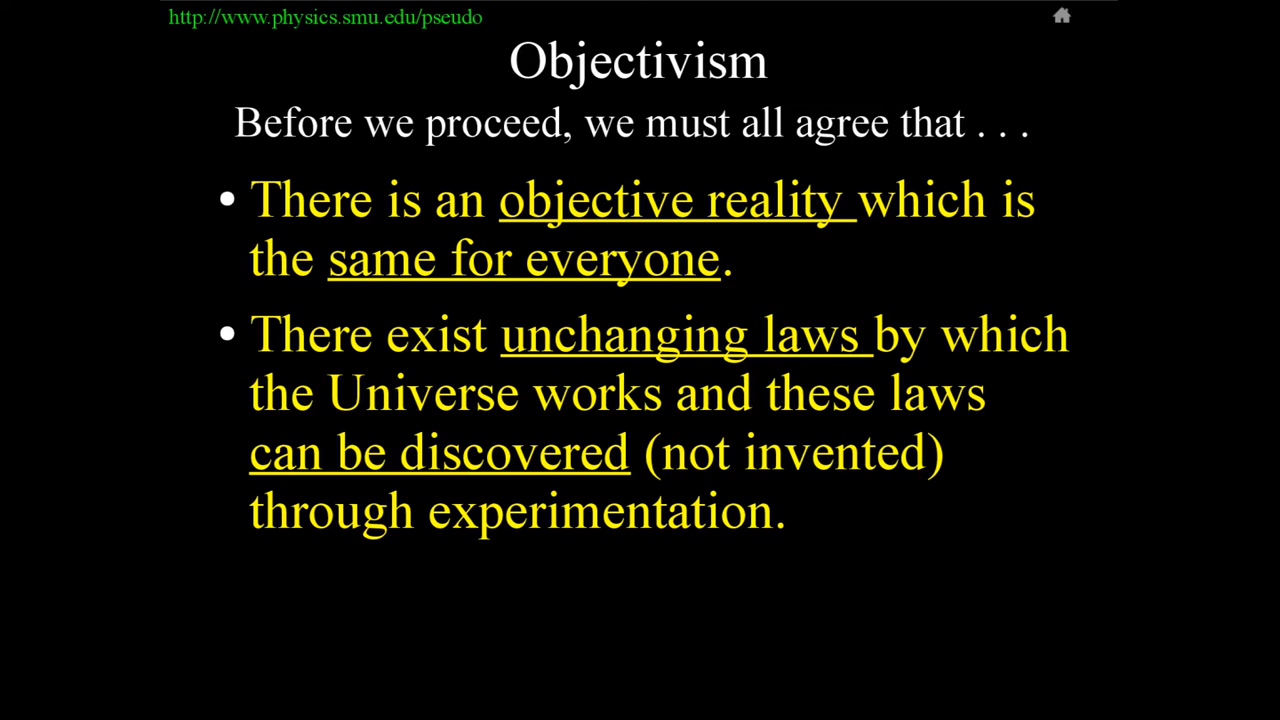 http://www.physics.smu.edu/pseudo
Objectivism
Before we proceed, we must all agree that . . .
• There is an objective reality which is
the same for everyone.
• There exist unchanging laws by which
the Universe works and these laws
can be discovered (not invented)
through experimentation.